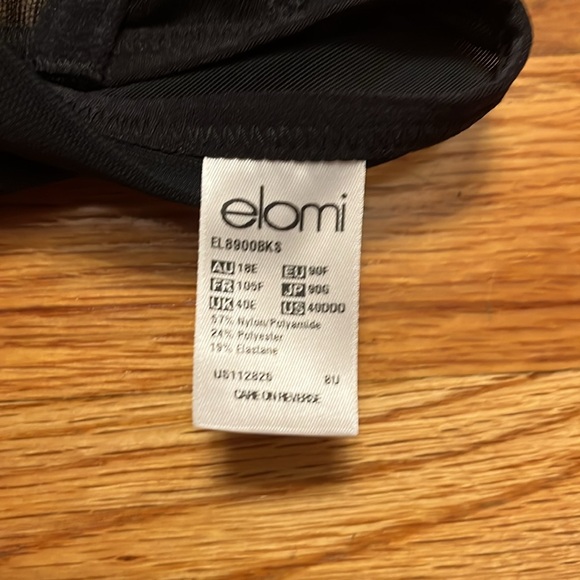 elomi
EL8900BKS
AU 18E EU 90F
FR 105F JP 90G
UK 40E US 40DDD
57% Nylon/Polyamide
24% Polyester
19% Elastane
US112826 8U
CARE ON REVERSE